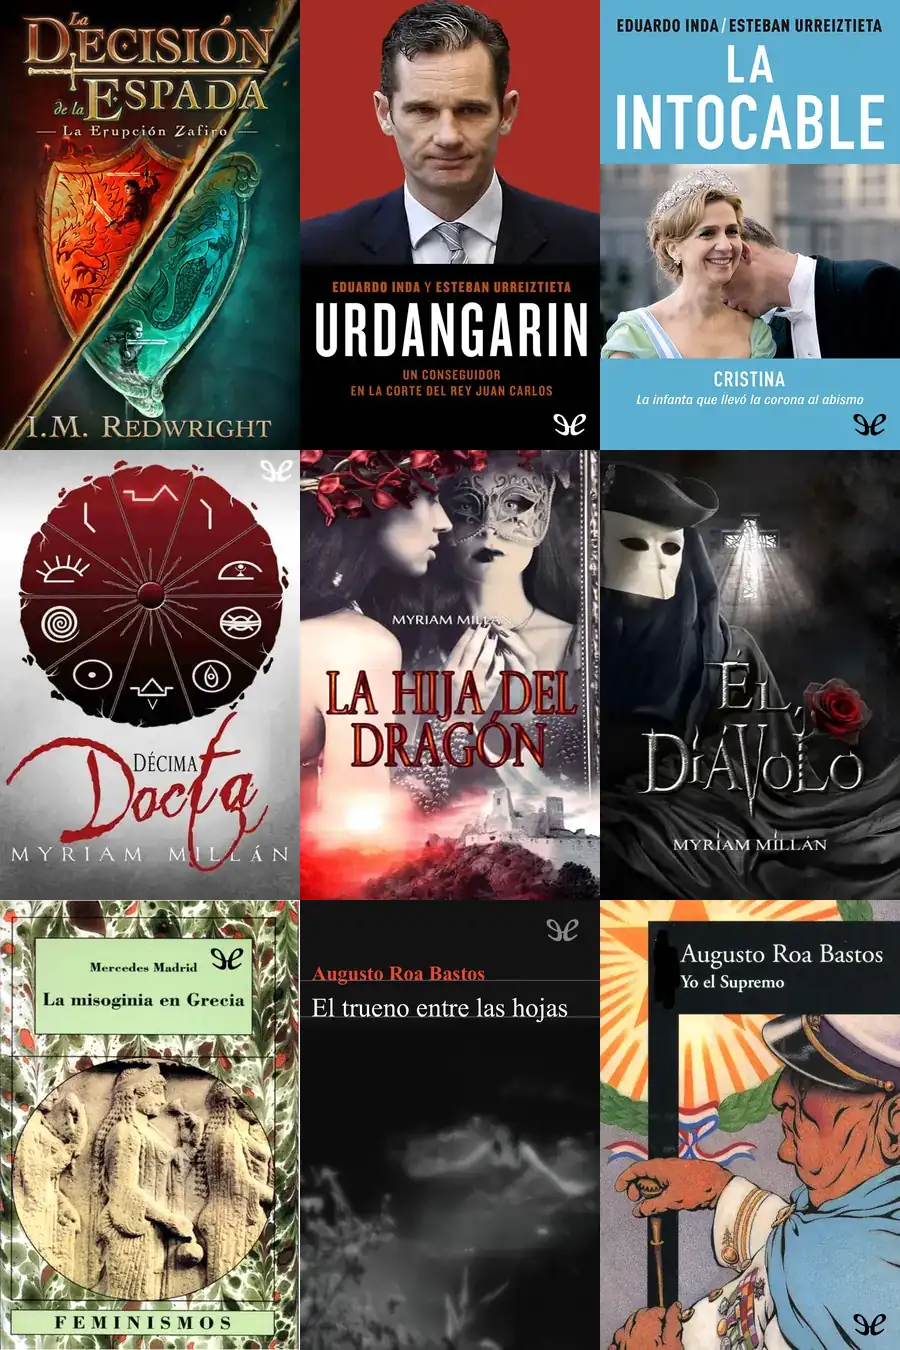 La
DECISIÓN
de la ESPADA
La Erupción Zafiro
I.M. REDWRIGHT
EDUARDO INDA Y ESTEBAN URREIZTIETA
URDANGARIN
UN CONSEGUIDOR
EN LA CORTE DEL REY JUAN CARLOS
EDUARDO INDA / ESTEBAN URREIZTIETA
LA
INTOCABLE
CRISTINA
La infanta que llevó la corona al abismo
DÉCIMA
Docta
MYRIAM MILLÁN
MYRIAM MILLÁN
LA HIJA DEL
DRAGÓN
ÉL,
DIÁVOLO
MYRIAM MILLÁN
Mercedes Madrid
La misoginia en Grecia
FEMINISMOS
Augusto Roa Bastos
El trueno entre las hojas
Augusto Roa Bastos
Yo el Supremo